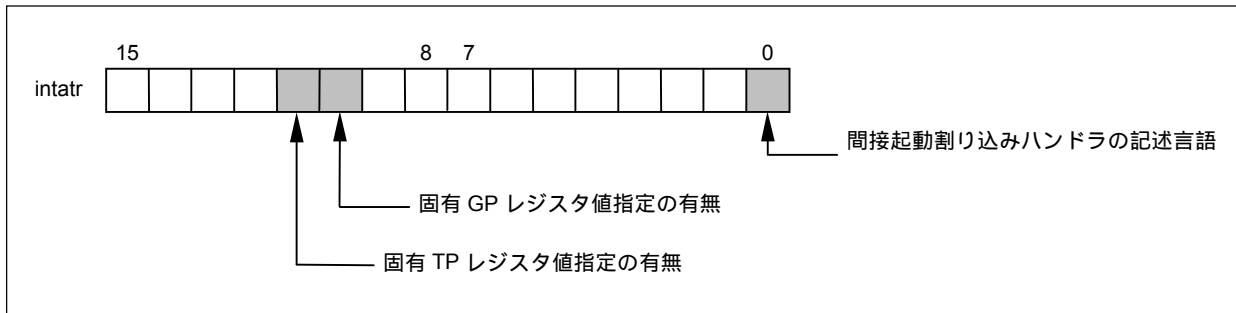 15 8 7 0
intatr
間接起動割り込みハンドラの記述言語
固有 GP レジスタ値指定の有無
固有 TP レジスタ値指定の有無